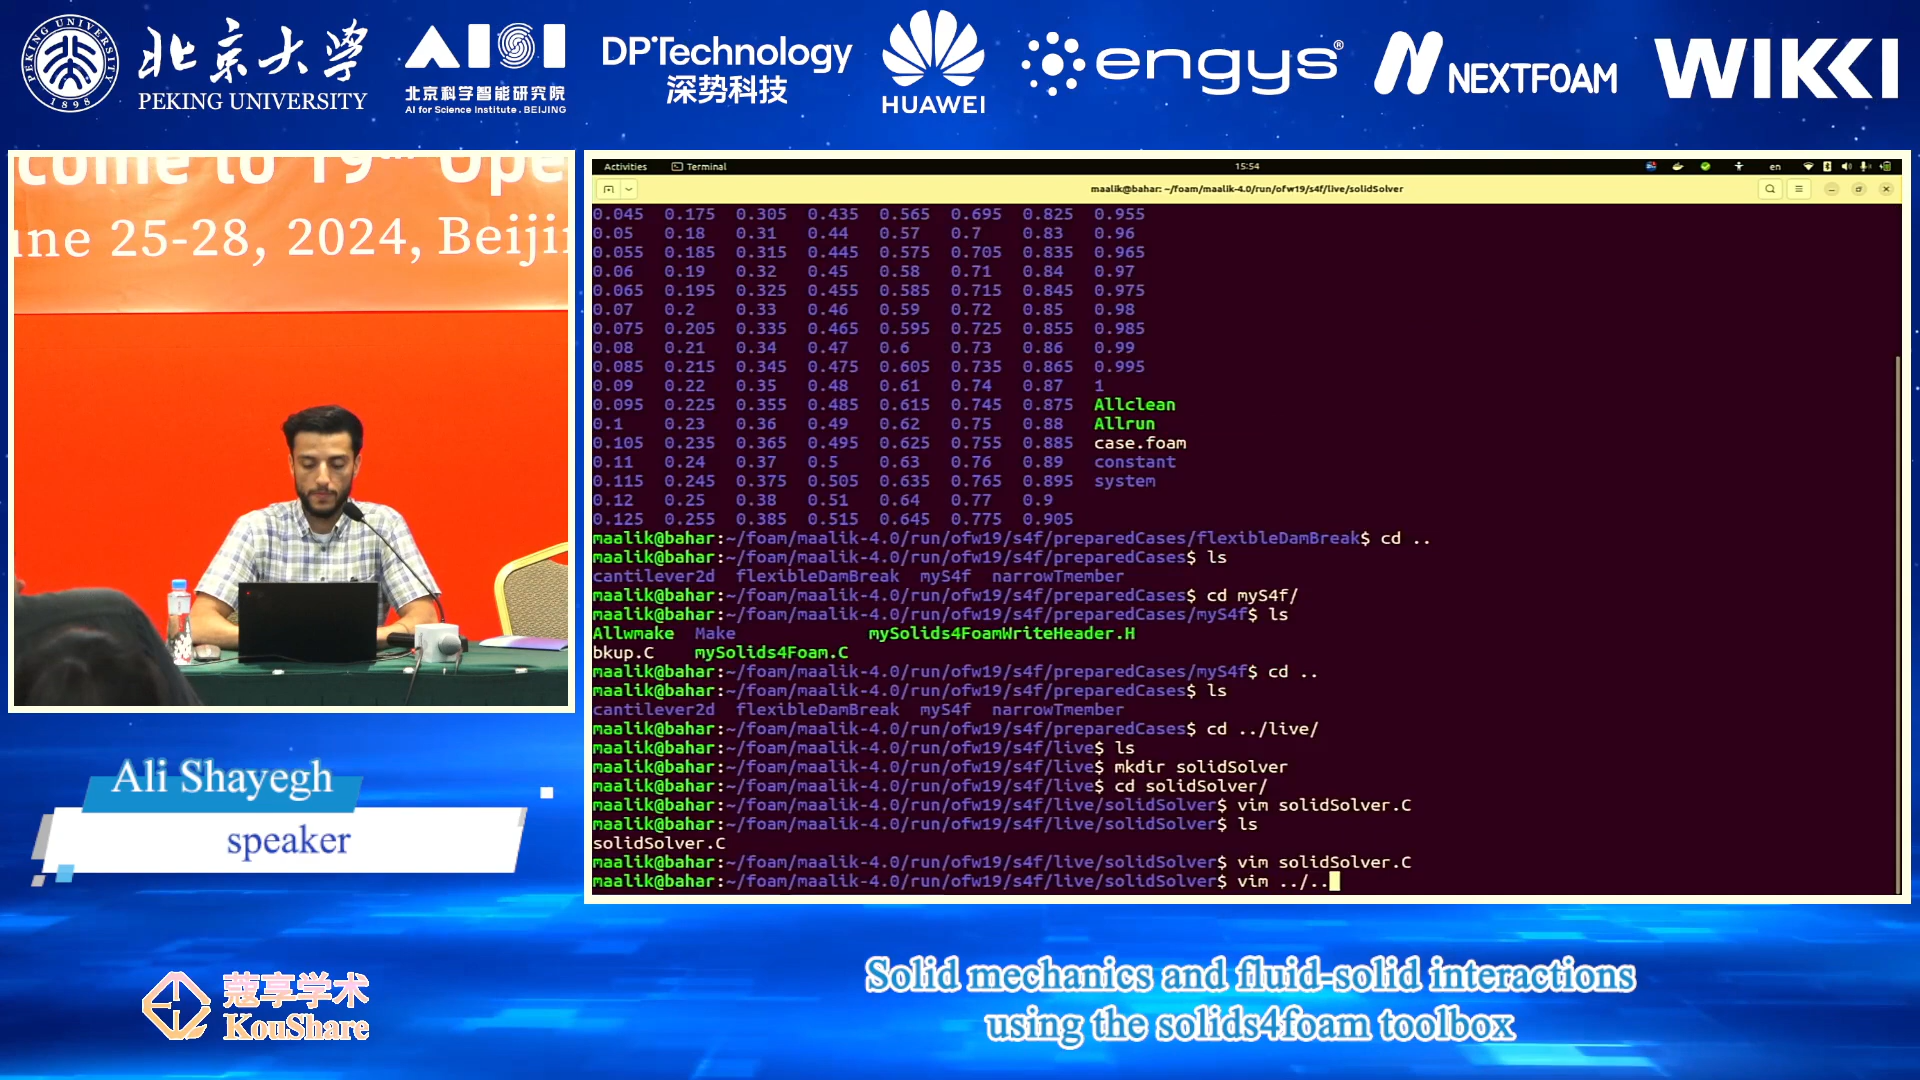 PEKING UNIVERSITY
1898
北京大学
PEKING UNIVERSITY
AISI
北京科学智能研究院
AI for Science Institute . BEIJING
DPTechnology
深势科技
HUAWEI
engys®
NEXTFOAM
WIKKI
come to 19th Ope
une 25-28, 2024, Beijin
Activities Terminal 15:54 en
maalik@bahar: ~/foam/maalik-4.0/run/ofw19/s4f/live/solidSolver
0.045 0.175 0.305 0.435 0.565 0.695 0.825 0.955
0.05 0.18 0.31 0.44 0.57 0.7 0.83 0.96
0.055 0.185 0.315 0.445 0.575 0.705 0.835 0.965
0.06 0.19 0.32 0.45 0.58 0.71 0.84 0.97
0.065 0.195 0.325 0.455 0.585 0.715 0.845 0.975
0.07 0.2 0.33 0.46 0.59 0.72 0.85 0.98
0.075 0.205 0.335 0.465 0.595 0.725 0.855 0.985
0.08 0.21 0.34 0.47 0.6 0.73 0.86 0.99
0.085 0.215 0.345 0.475 0.605 0.735 0.865 0.995
0.09 0.22 0.35 0.48 0.61 0.74 0.87 1
0.095 0.225 0.355 0.485 0.615 0.745 0.875 Allclean
0.1 0.23 0.36 0.49 0.62 0.75 0.88 Allrun
0.105 0.235 0.365 0.495 0.625 0.755 0.885 case.foam
0.11 0.24 0.37 0.5 0.63 0.76 0.89 constant
0.115 0.245 0.375 0.505 0.635 0.765 0.895 system
0.12 0.25 0.38 0.51 0.64 0.77 0.9
0.125 0.255 0.385 0.515 0.645 0.775 0.905
maalik@bahar:~/foam/maalik-4.0/run/ofw19/s4f/preparedCases/flexibleDamBreak$ cd ..
maalik@bahar:~/foam/maalik-4.0/run/ofw19/s4f/preparedCases$ ls
cantilever2d flexibleDamBreak myS4f narrowTmember
maalik@bahar:~/foam/maalik-4.0/run/ofw19/s4f/preparedCases$ cd myS4f/
maalik@bahar:~/foam/maalik-4.0/run/ofw19/s4f/preparedCases/myS4f$ ls
Allwmake Make mySolids4FoamWriteHeader.H
bkup.C mySolids4Foam.C
maalik@bahar:~/foam/maalik-4.0/run/ofw19/s4f/preparedCases/myS4f$ cd ..
maalik@bahar:~/foam/maalik-4.0/run/ofw19/s4f/preparedCases$ ls
cantilever2d flexibleDamBreak myS4f narrowTmember
maalik@bahar:~/foam/maalik-4.0/run/ofw19/s4f/preparedCases$ cd ../live/
maalik@bahar:~/foam/maalik-4.0/run/ofw19/s4f/live$ ls
maalik@bahar:~/foam/maalik-4.0/run/ofw19/s4f/live$ mkdir solidSolver
maalik@bahar:~/foam/maalik-4.0/run/ofw19/s4f/live$ cd solidSolver/
maalik@bahar:~/foam/maalik-4.0/run/ofw19/s4f/live/solidSolver$ vim solidSolver.C
maalik@bahar:~/foam/maalik-4.0/run/ofw19/s4f/live/solidSolver$ ls
solidSolver.C
maalik@bahar:~/foam/maalik-4.0/run/ofw19/s4f/live/solidSolver$ vim solidSolver.C
maalik@bahar:~/foam/maalik-4.0/run/ofw19/s4f/live/solidSolver$ vim ../..
Ali Shayegh
speaker
蔻享学术
KouShare
Solid mechanics and fluid-solid interactions
using the solids4foam toolbox